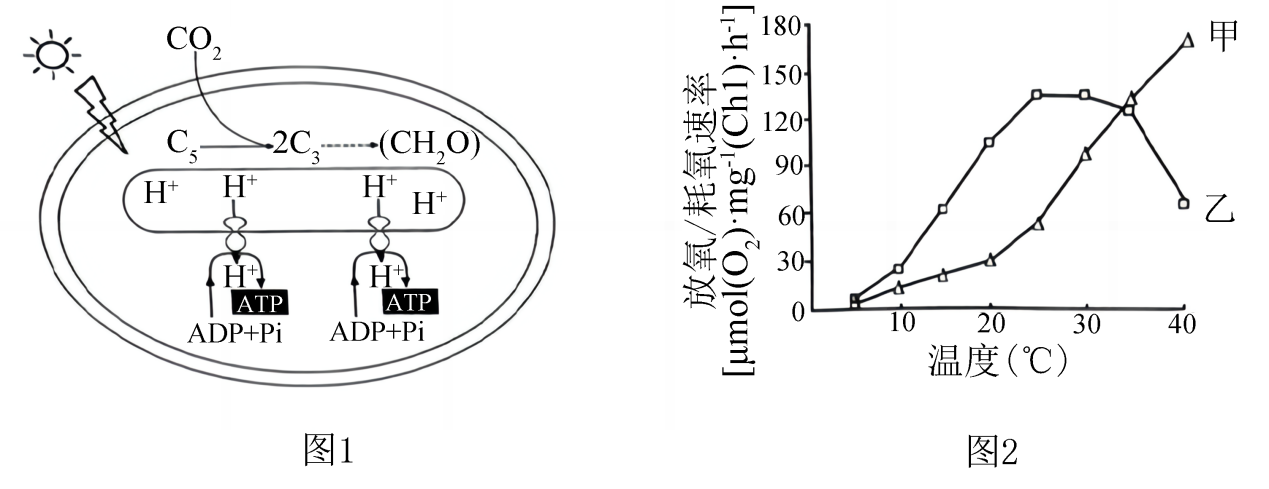 CO₂
C₅
2C₃
(CH₂O)
H⁺
H⁺
H⁺
H⁺
H⁺
H⁺
ATP
ATP
ADP+Pi
ADP+Pi
图1
放氧/耗氧速率
[μmol(O₂)·mg⁻¹(Ch1)·h⁻¹]
180
150
120
90
60
30
0
10
20
30
40
温度(℃)
甲
乙
图2